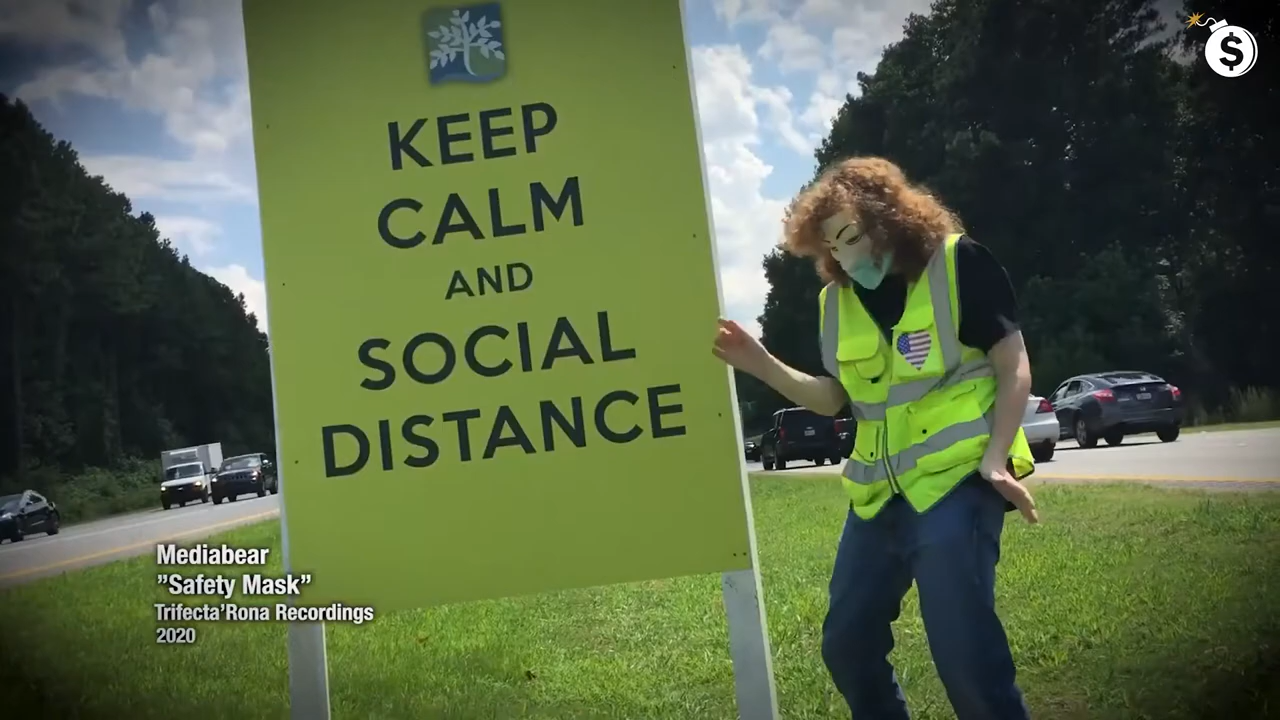 $
KEEP
CALM
AND
SOCIAL
DISTANCE
Mediabear
"Safety Mask"
Trifecta'Rona Recordings
2020